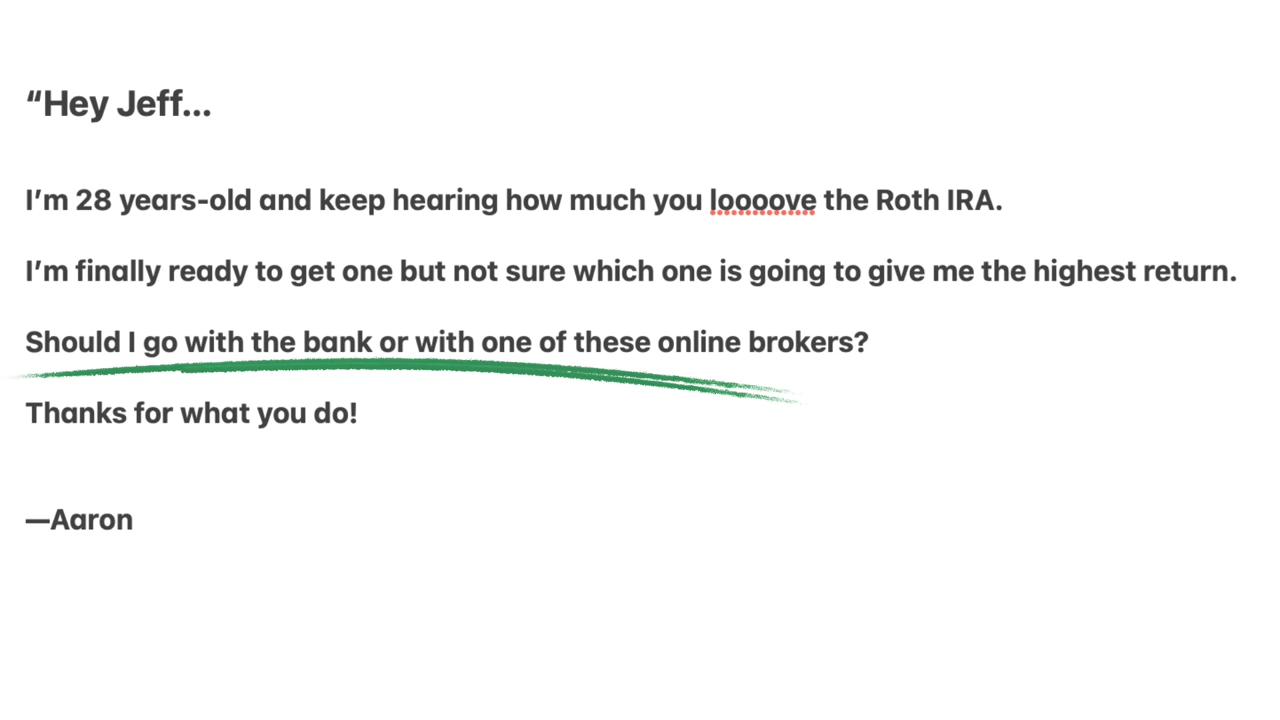 “Hey Jeff...
I’m 28 years-old and keep hearing how much you loooove the Roth IRA.
I’m finally ready to get one but not sure which one is going to give me the highest return.
Should I go with the bank or with one of these online brokers?
Thanks for what you do!
—Aaron